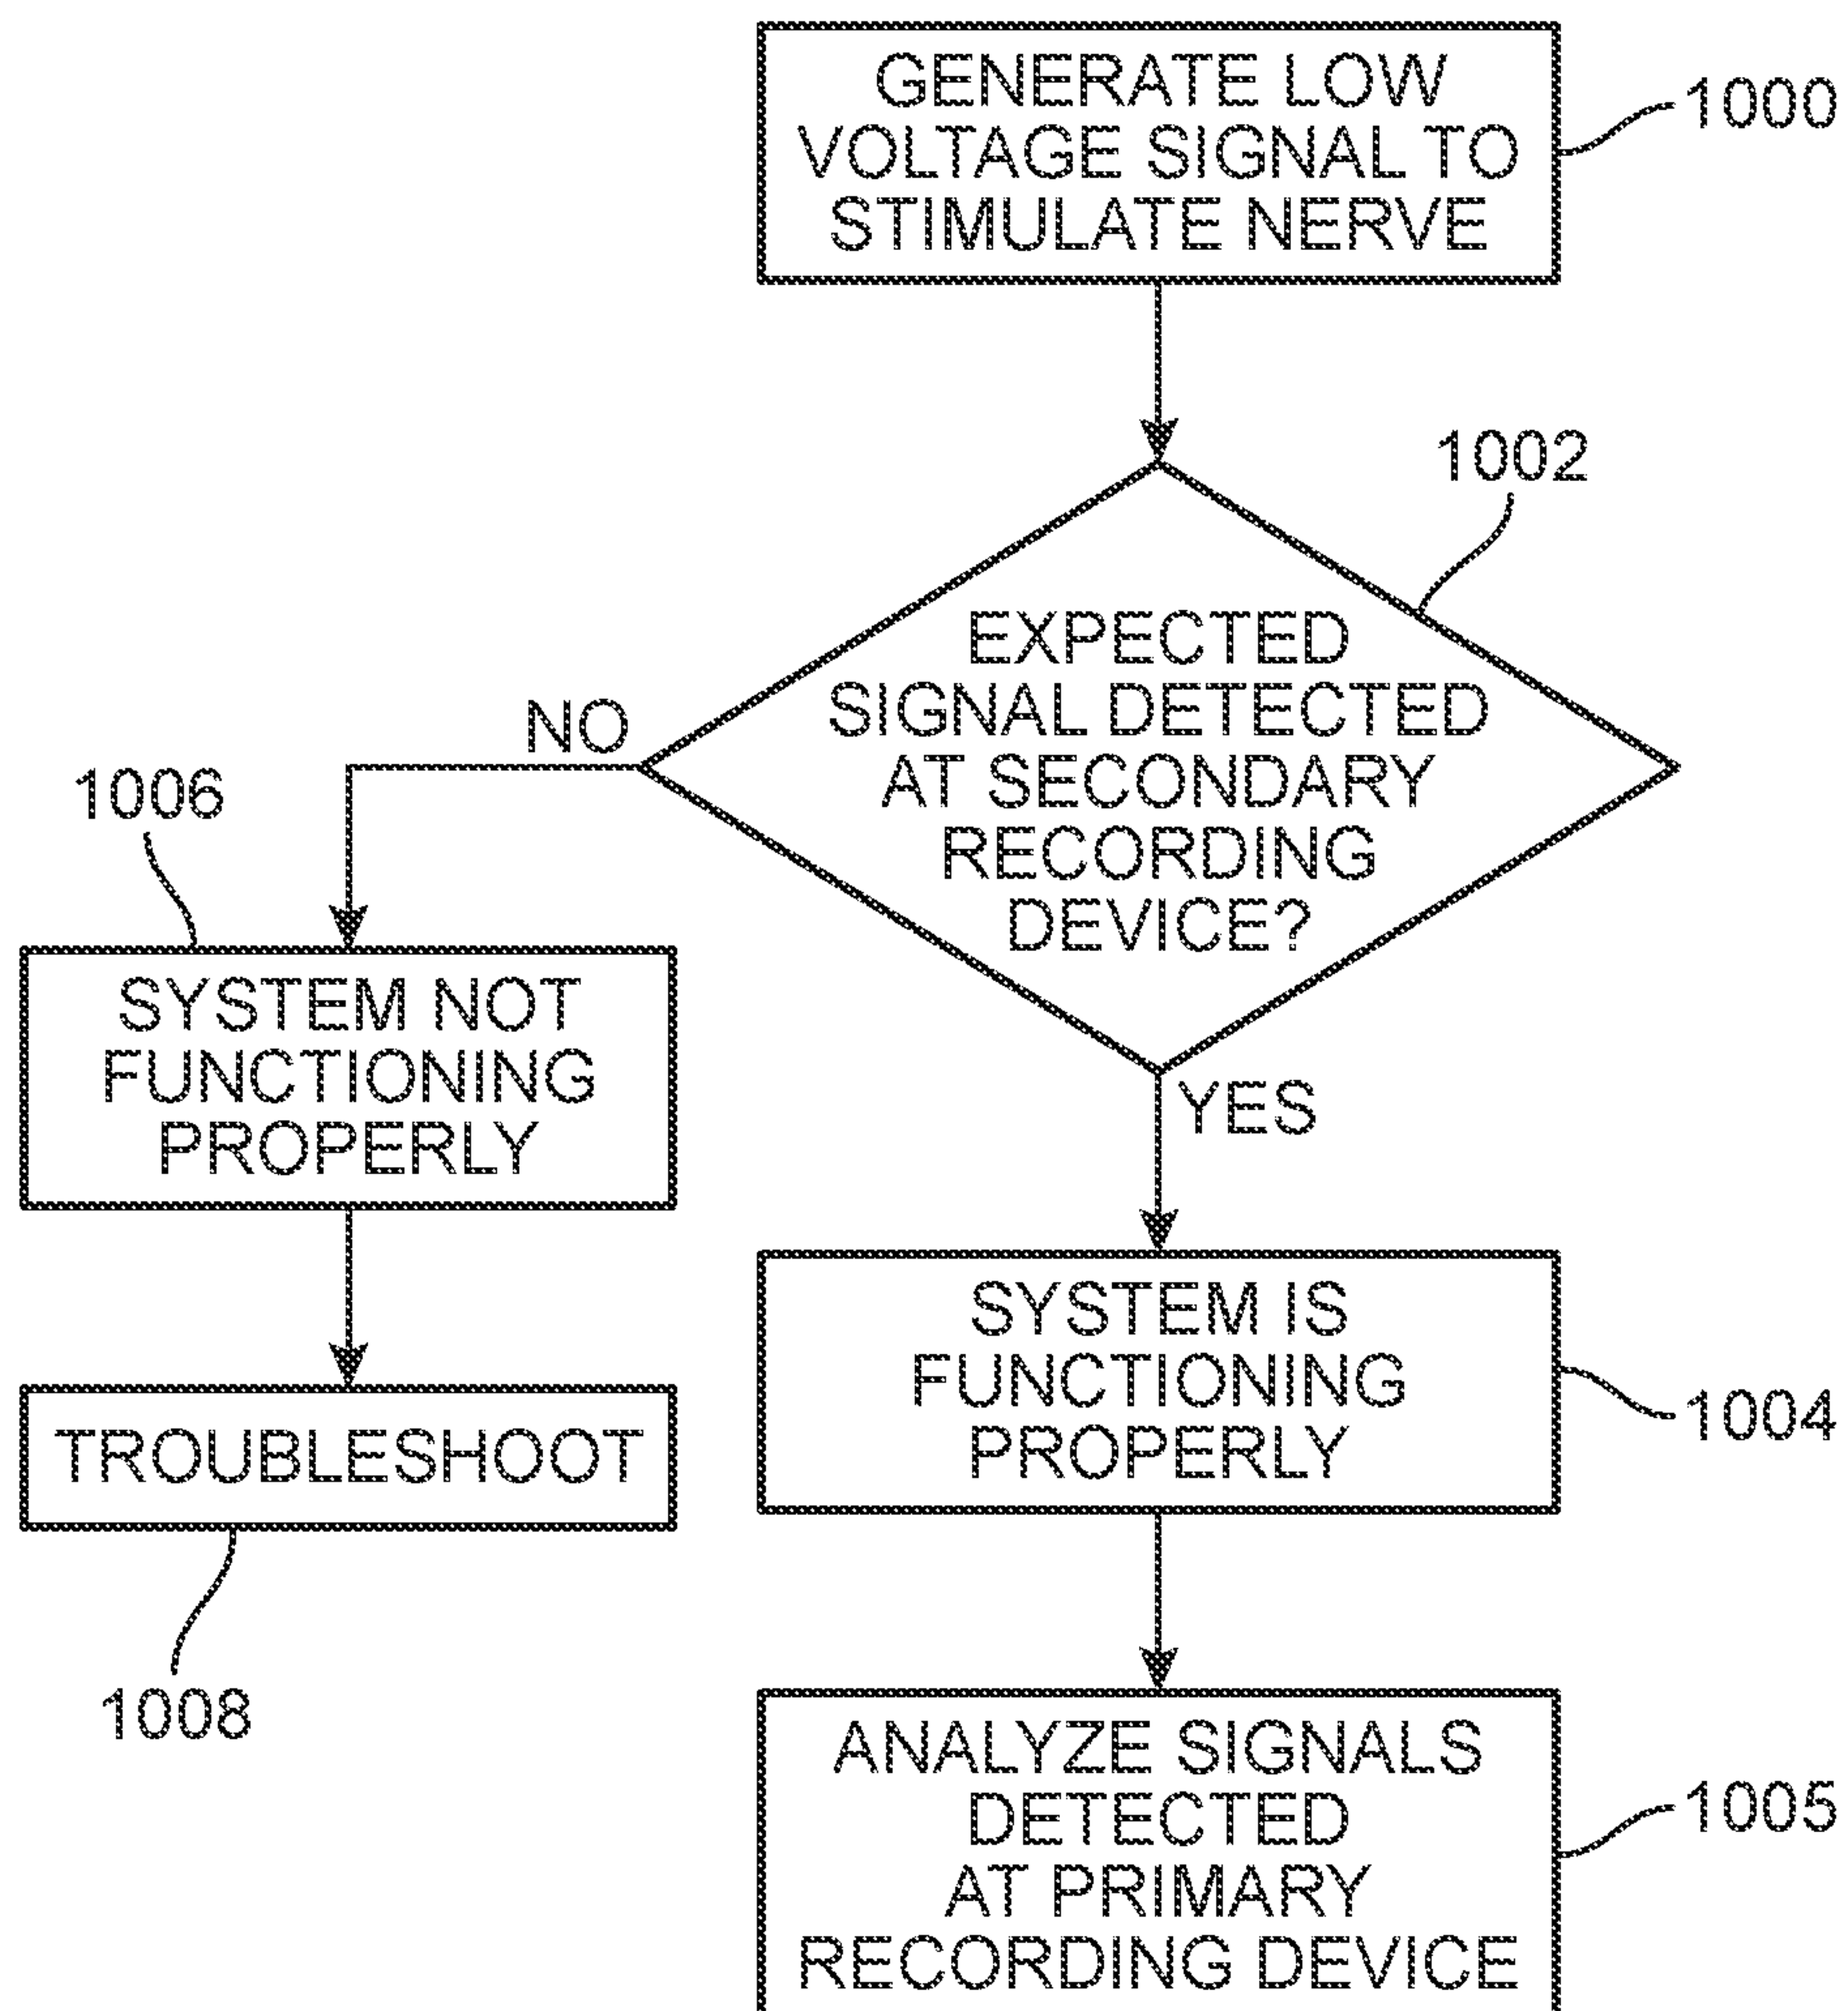 GENERATE LOW
VOLTAGE SIGNAL TO
STIMULATE NERVE
1000
1002
EXPECTED
SIGNAL DETECTED
AT SECONDARY
RECORDING
DEVICE?
NO
1006
SYSTEM NOT
FUNCTIONING
PROPERLY
YES
SYSTEM IS
FUNCTIONING
PROPERLY
1004
TROUBLESHOOT
1008
ANALYZE SIGNALS
DETECTED
AT PRIMARY
RECORDING DEVICE
1005